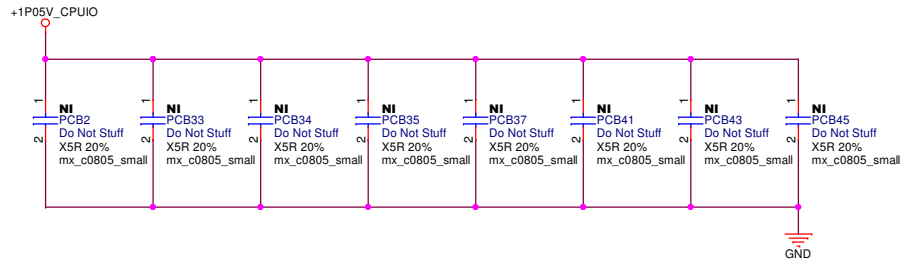 +1P05V_CPUIO
1
2
NI
PCB2
Do Not Stuff
X5R 20%
mx_c0805_small
1
2
NI
PCB33
Do Not Stuff
X5R 20%
mx_c0805_small
1
2
NI
PCB34
Do Not Stuff
X5R 20%
mx_c0805_small
1
2
NI
PCB35
Do Not Stuff
X5R 20%
mx_c0805_small
1
2
NI
PCB37
Do Not Stuff
X5R 20%
mx_c0805_small
1
2
NI
PCB41
Do Not Stuff
X5R 20%
mx_c0805_small
1
2
NI
PCB43
Do Not Stuff
X5R 20%
mx_c0805_small
1
2
NI
PCB45
Do Not Stuff
X5R 20%
mx_c0805_small
GND